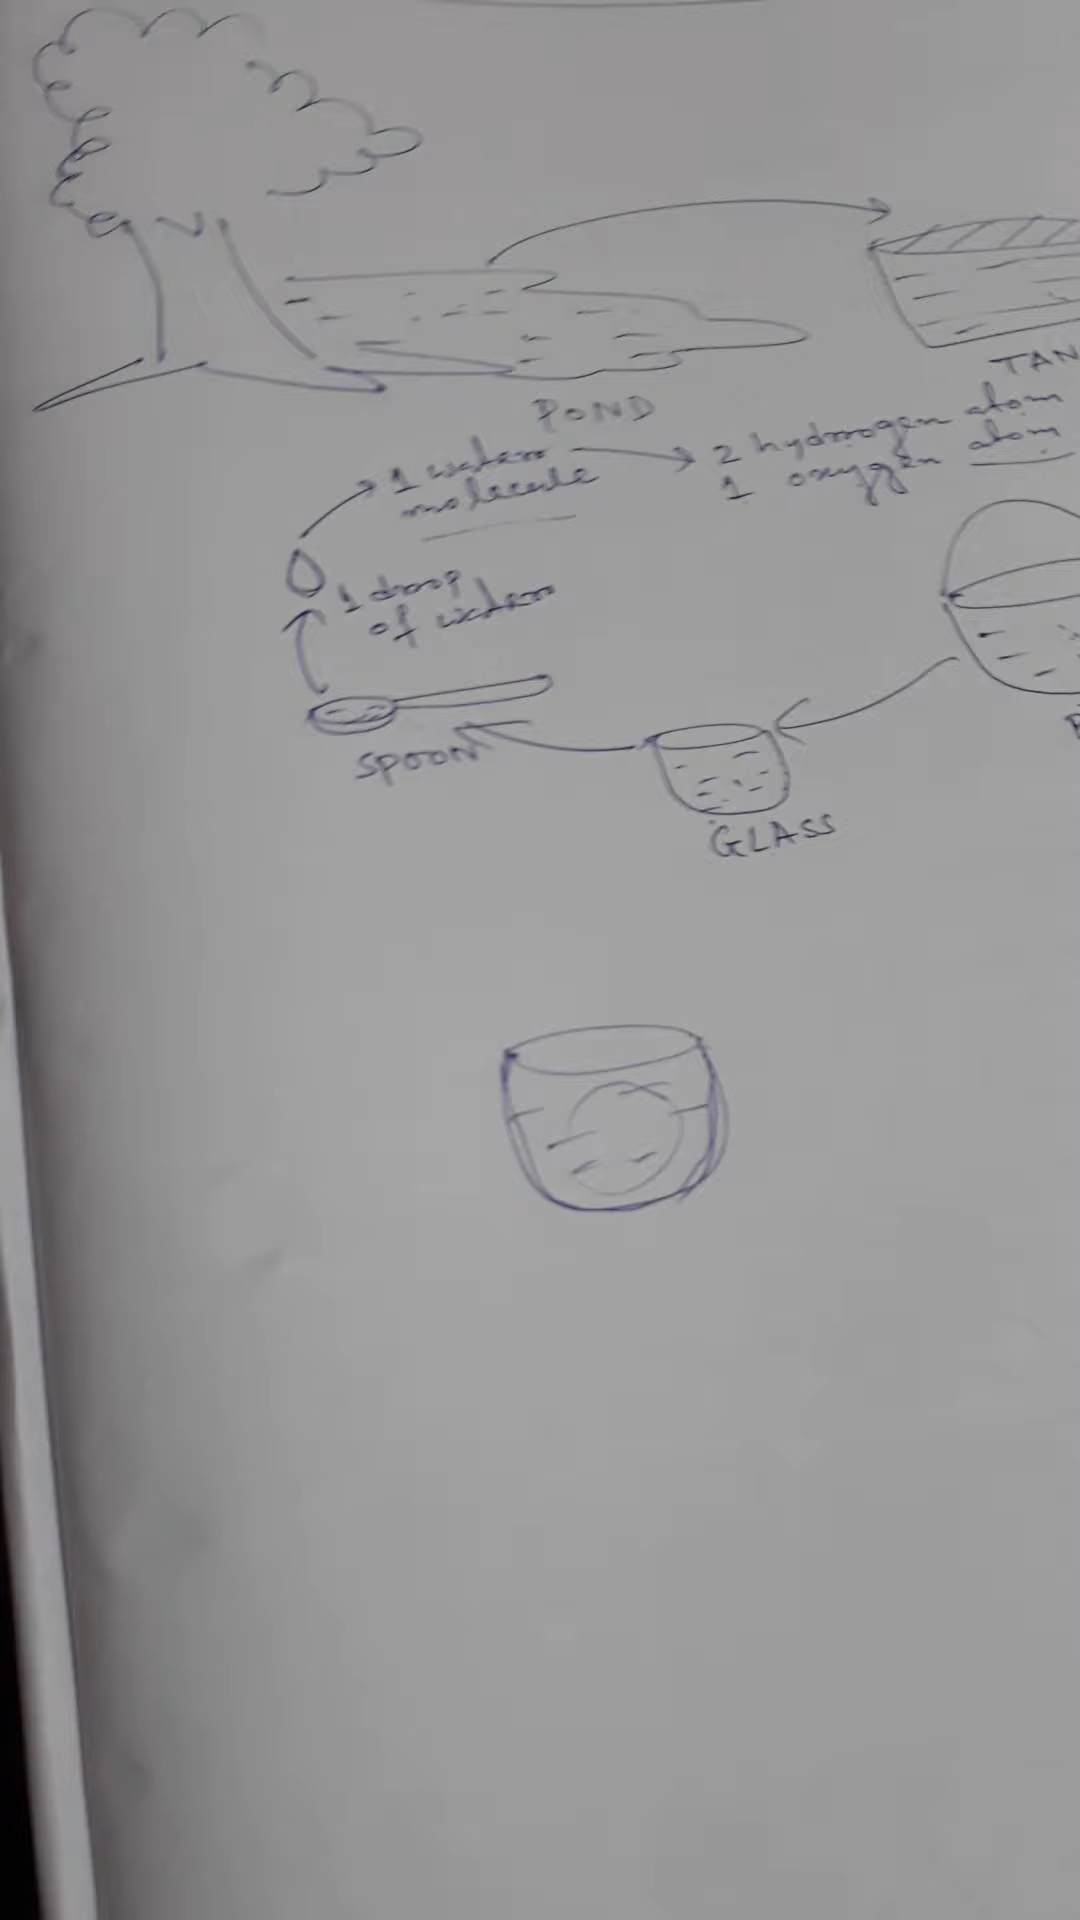 POND
TAN
1 water
molecule
2 hydrogen atom
1 oxygen atom
1 drop
of water
SPOON
GLASS